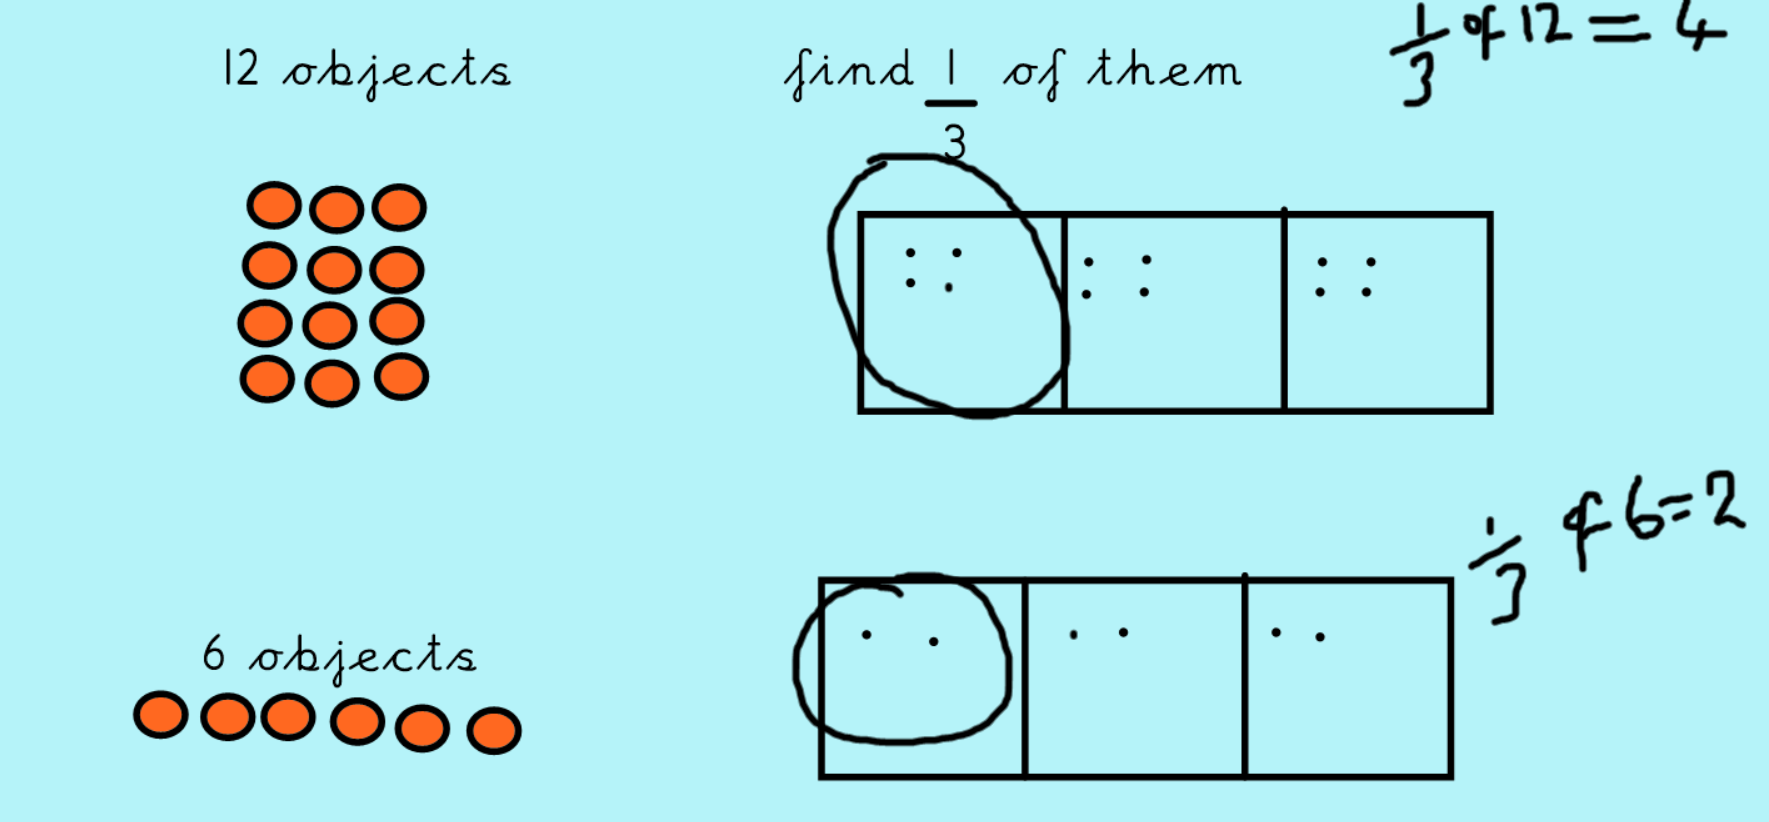 12 objects
find 1/3 of them
1/3 of 12 = 4
6 objects
1/3 of 6 = 2